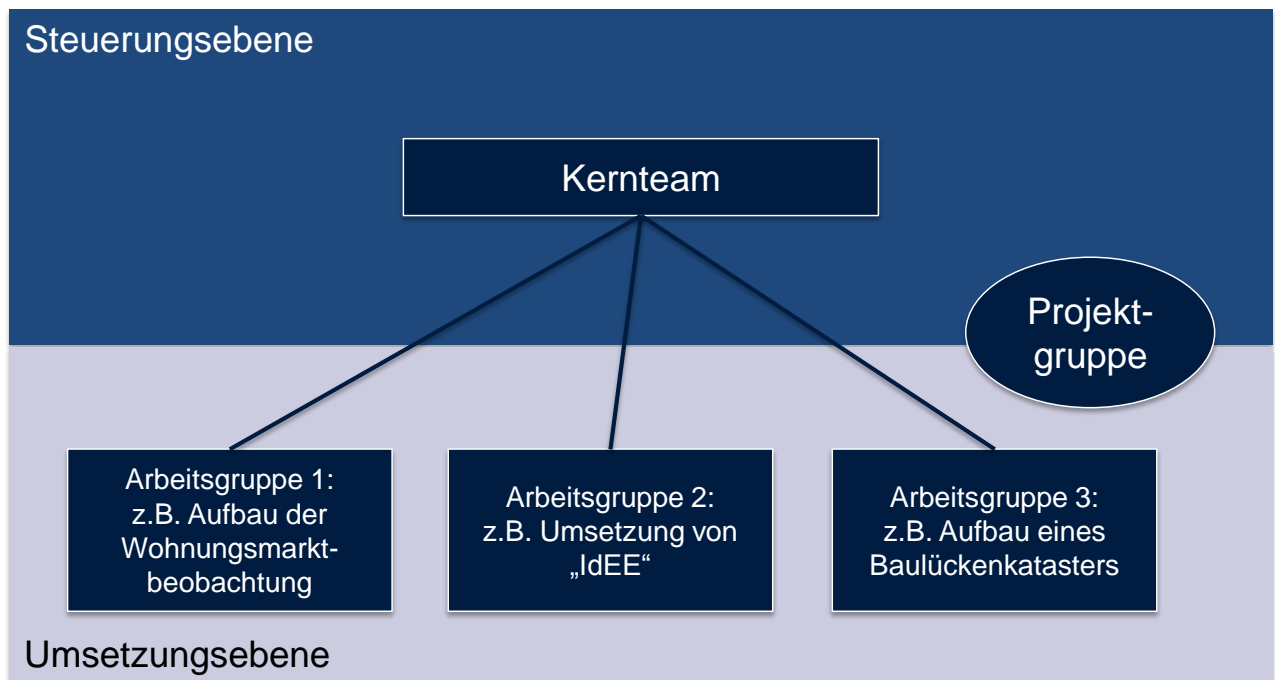 Steuerungsebene
Kernteam
Projekt-
gruppe
Arbeitsgruppe 1:
z.B. Aufbau der
Wohnungsmarkt-
beobachtung
Arbeitsgruppe 2:
z.B. Umsetzung von
„IdEE“
Arbeitsgruppe 3:
z.B. Aufbau eines
Baulückenkatasters
Umsetzungsebene